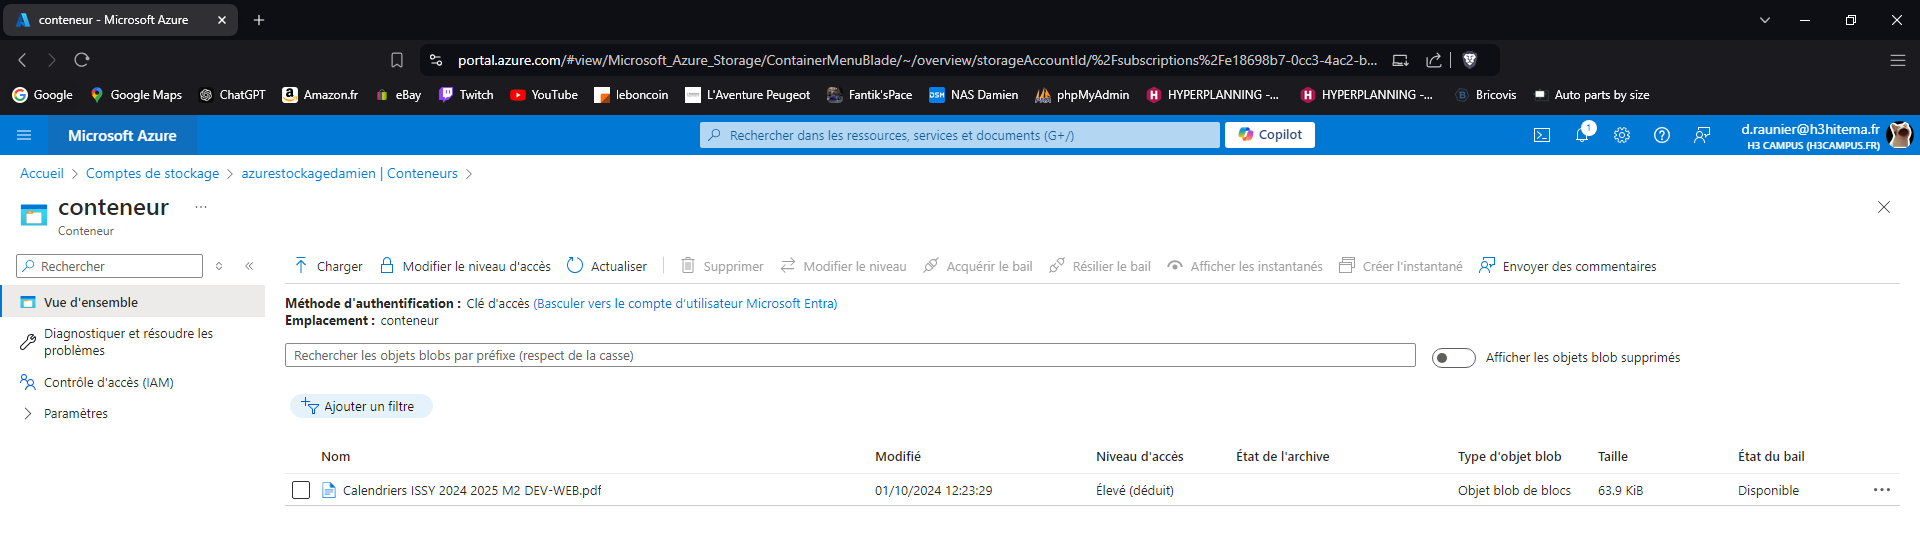 conteneur - Microsoft Azure
portal.azure.com/#view/Microsoft_Azure_Storage/ContainerMenuBlade/~/overview/storageAccountId/%2Fsubscriptions%2Fe18698b7-0cc3-4ac2-b...
Google Google Maps ChatGPT Amazon.fr eBay Twitch YouTube leboncoin L'Aventure Peugeot Fantik'sPace NAS Damien phpMyAdmin HYPERPLANNING -... HYPERPLANNING -... Bricovis Auto parts by size
Microsoft Azure
Rechercher dans les ressources, services et documents (G+/)
Copilot
1
d.raunier@h3hitema.fr
H3 CAMPUS (H3CAMPUS.FR)
Accueil > Comptes de stockage > azurestockagedamien | Conteneurs >
conteneur ...
Conteneur
Rechercher
Charger Modifier le niveau d'accès Actualiser Supprimer Modifier le niveau Acquérir le bail Résilier le bail Afficher les instantanés Créer l'instantané Envoyer des commentaires
Vue d'ensemble
Diagnostiquer et résoudre les
problèmes
Contrôle d'accès (IAM)
Paramètres
Méthode d'authentification : Clé d'accès (Basculer vers le compte d'utilisateur Microsoft Entra)
Emplacement : conteneur
Rechercher les objets blobs par préfixe (respect de la casse)
Afficher les objets blob supprimés
Ajouter un filtre
Nom Modifié Niveau d'accès État de l'archive Type d'objet blob Taille État du bail
Calendriers ISSY 2024 2025 M2 DEV-WEB.pdf 01/10/2024 12:23:29 Élevé (déduit) Objet blob de blocs 63.9 KiB Disponible ...